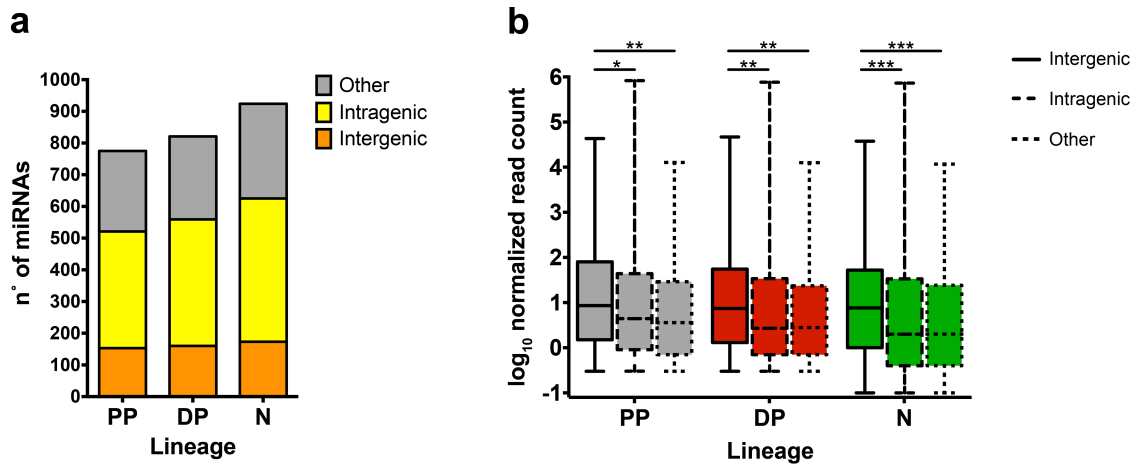 a
1000
900
800
700
600
500
400
300
200
100
0
n° of miRNAs
PP DP N
Lineage
Other
Intragenic
Intergenic
b
** ** ***
* ** ***
6
5
4
3
2
1
0
-1
log10 normalized read count
PP DP N
Lineage
Intergenic
Intragenic
Other